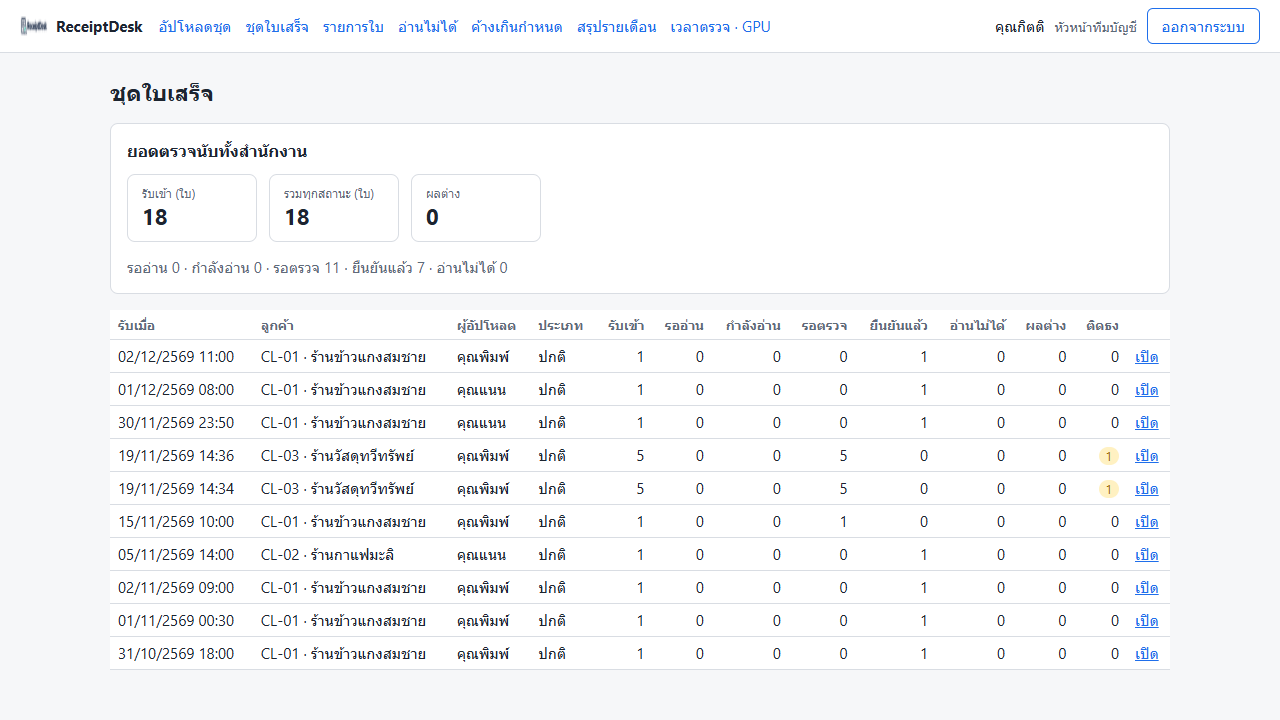 ReceiptDesk อัปโหลดชุด ชุดใบเสร็จ รายการใบ อ่านไม่ได้ ค้างเกินกำหนด สรุปรายเดือน เวลาตรวจ · GPU คุณกิตติ หัวหน้าทีมบัญชี ออกจากระบบ
ชุดใบเสร็จ
ยอดตรวจนับทั้งสำนักงาน
รับเข้า (ใบ) รวมทุกสถานะ (ใบ) ผลต่าง
18 18 0
รออ่าน 0 · กำลังอ่าน 0 · รอตรวจ 11 · ยืนยันแล้ว 7 · อ่านไม่ได้ 0
รับเมื่อ ลูกค้า ผู้อัปโหลด ประเภท รับเข้า รออ่าน กำลังอ่าน รอตรวจ ยืนยันแล้ว อ่านไม่ได้ ผลต่าง ติดธง
02/12/2569 11:00 CL-01 · ร้านข้าวแกงสมชาย คุณพิมพ์ ปกติ 1 0 0 0 1 0 0 0 เปิด
01/12/2569 08:00 CL-01 · ร้านข้าวแกงสมชาย คุณแนน ปกติ 1 0 0 0 1 0 0 0 เปิด
30/11/2569 23:50 CL-01 · ร้านข้าวแกงสมชาย คุณแนน ปกติ 1 0 0 0 1 0 0 0 เปิด
19/11/2569 14:36 CL-03 · ร้านวัสดุทวีทรัพย์ คุณพิมพ์ ปกติ 5 0 0 5 0 0 0 1 เปิด
19/11/2569 14:34 CL-03 · ร้านวัสดุทวีทรัพย์ คุณพิมพ์ ปกติ 5 0 0 5 0 0 0 1 เปิด
15/11/2569 10:00 CL-01 · ร้านข้าวแกงสมชาย คุณพิมพ์ ปกติ 1 0 0 1 0 0 0 0 เปิด
05/11/2569 14:00 CL-02 · ร้านกาแฟมะลิ คุณแนน ปกติ 1 0 0 0 1 0 0 0 เปิด
02/11/2569 09:00 CL-01 · ร้านข้าวแกงสมชาย คุณพิมพ์ ปกติ 1 0 0 0 1 0 0 0 เปิด
01/11/2569 00:30 CL-01 · ร้านข้าวแกงสมชาย คุณพิมพ์ ปกติ 1 0 0 0 1 0 0 0 เปิด
31/10/2569 18:00 CL-01 · ร้านข้าวแกงสมชาย คุณพิมพ์ ปกติ 1 0 0 0 1 0 0 0 เปิด